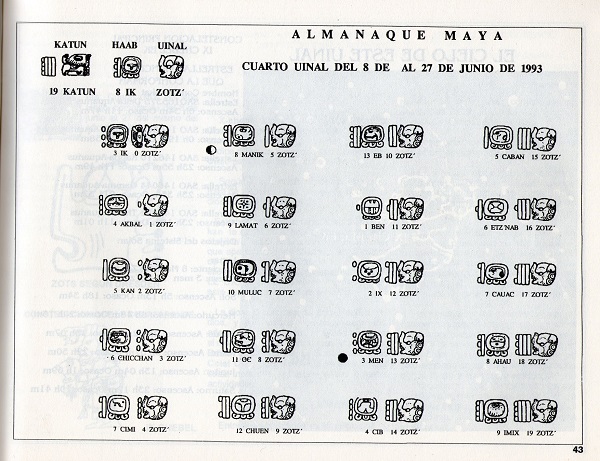 ALMANAQUE MAYA
KATUN HAAB UINAL
CUARTO UINAL DEL 8 DE AL 27 DE JUNIO DE 1993
19 KATUN 8 IK ZOTZ'
3 IK 0 ZOTZ' 8 MANIK 5 ZOTZ' 13 EB 10 ZOTZ' 5 CABAN 15 ZOTZ'
4 AKBAL 1 ZOTZ' 9 LAMAT 6 ZOTZ' 1 BEN 11 ZOTZ' 6 ETZ'NAB 16 ZOTZ'
5 KAN 2 ZOTZ' 10 MULUC 7 ZOTZ' 2 IX 12 ZOTZ' 7 CAUAC 17 ZOTZ'
6 CHICCHAN 3 ZOTZ' 11 OC 8 ZOTZ' 3 MEN 13 ZOTZ' 8 AHAU 18 ZOTZ'
7 CIMI 4 ZOTZ' 12 CHUEN 9 ZOTZ' 4 CIB 14 ZOTZ' 9 IMIX 19 ZOTZ'
43